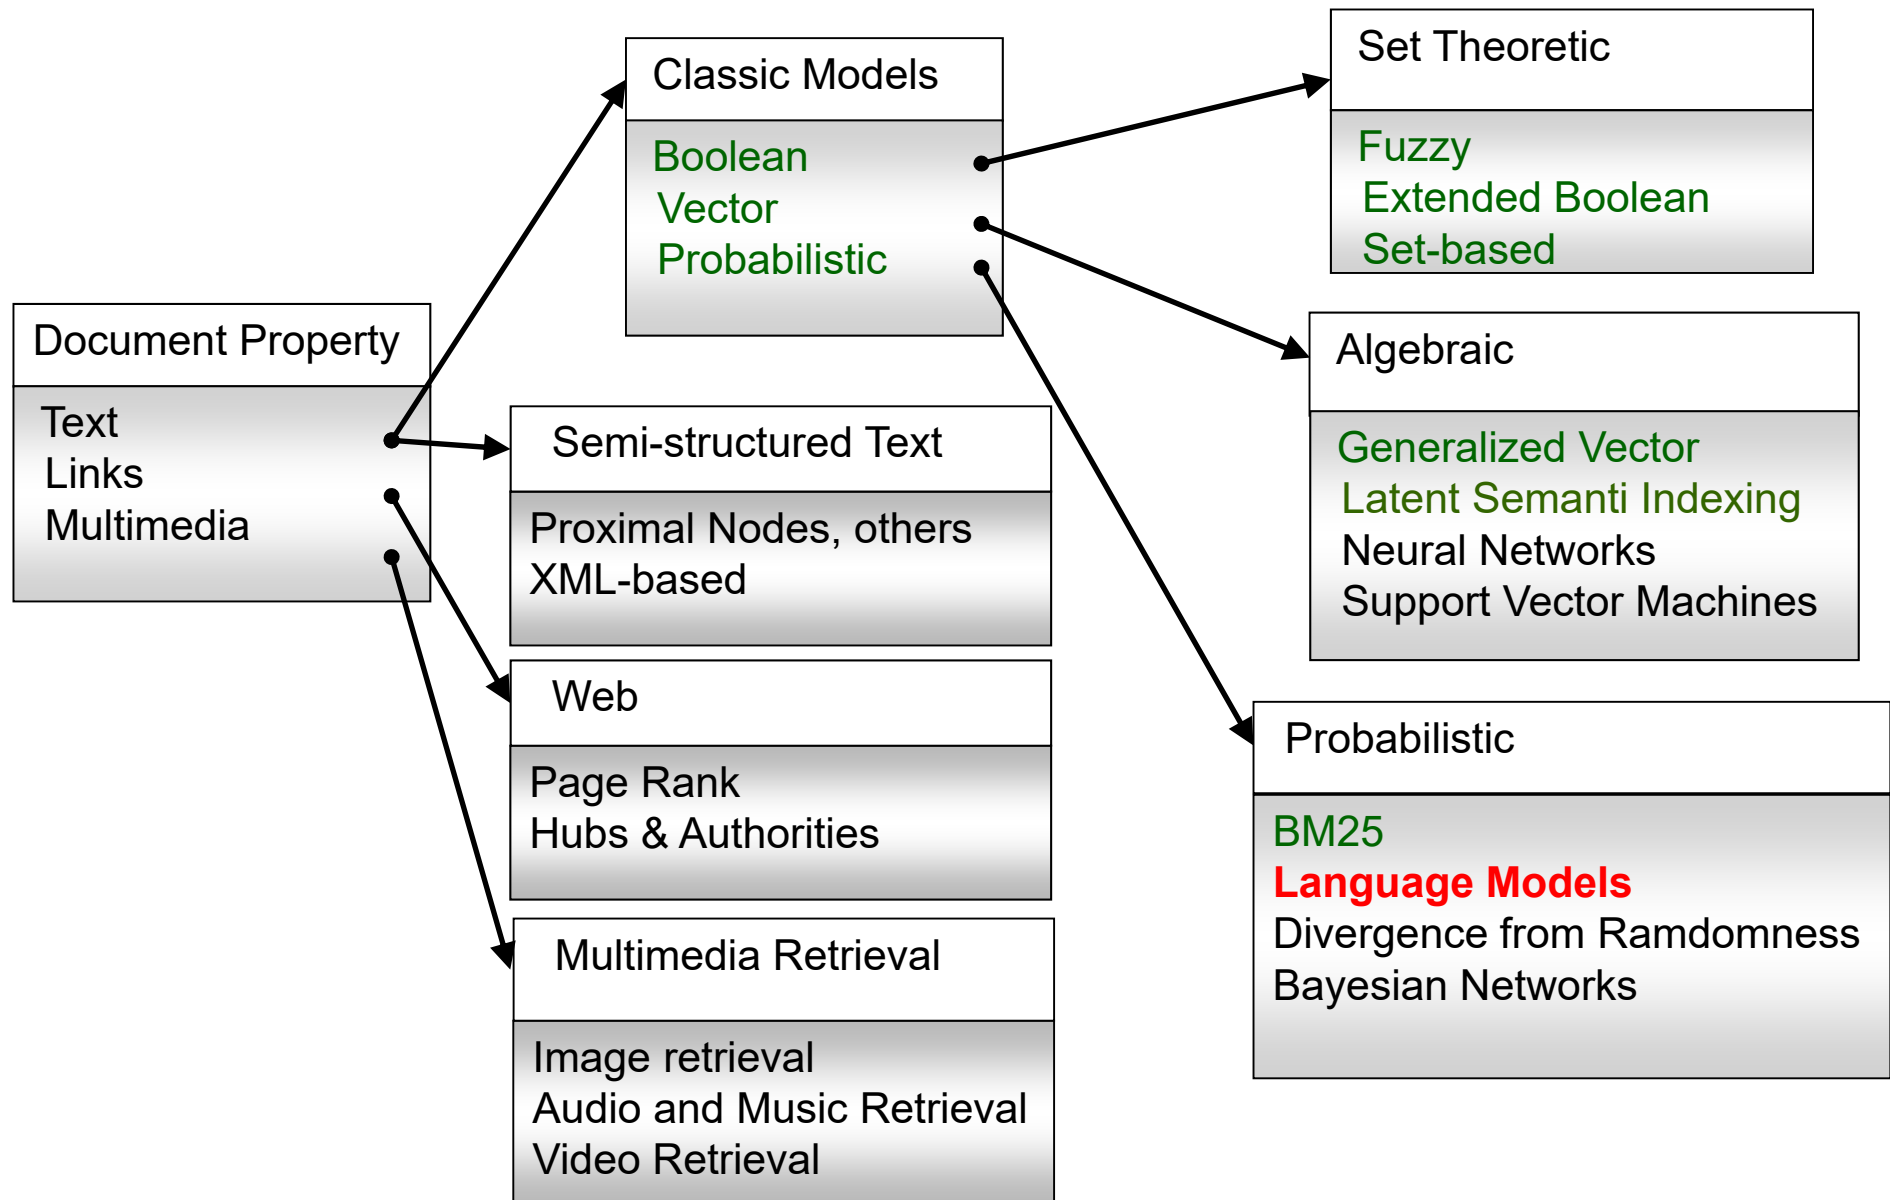 Document Property
Text
Links
Multimedia
Classic Models
Boolean
Vector
Probabilistic
Semi-structured Text
Proximal Nodes, others
XML-based
Web
Page Rank
Hubs & Authorities
Multimedia Retrieval
Image retrieval
Audio and Music Retrieval
Video Retrieval
Set Theoretic
Fuzzy
Extended Boolean
Set-based
Algebraic
Generalized Vector
Latent Semanti Indexing
Neural Networks
Support Vector Machines
Probabilistic
BM25
Language Models
Divergence from Ramdomness
Bayesian Networks